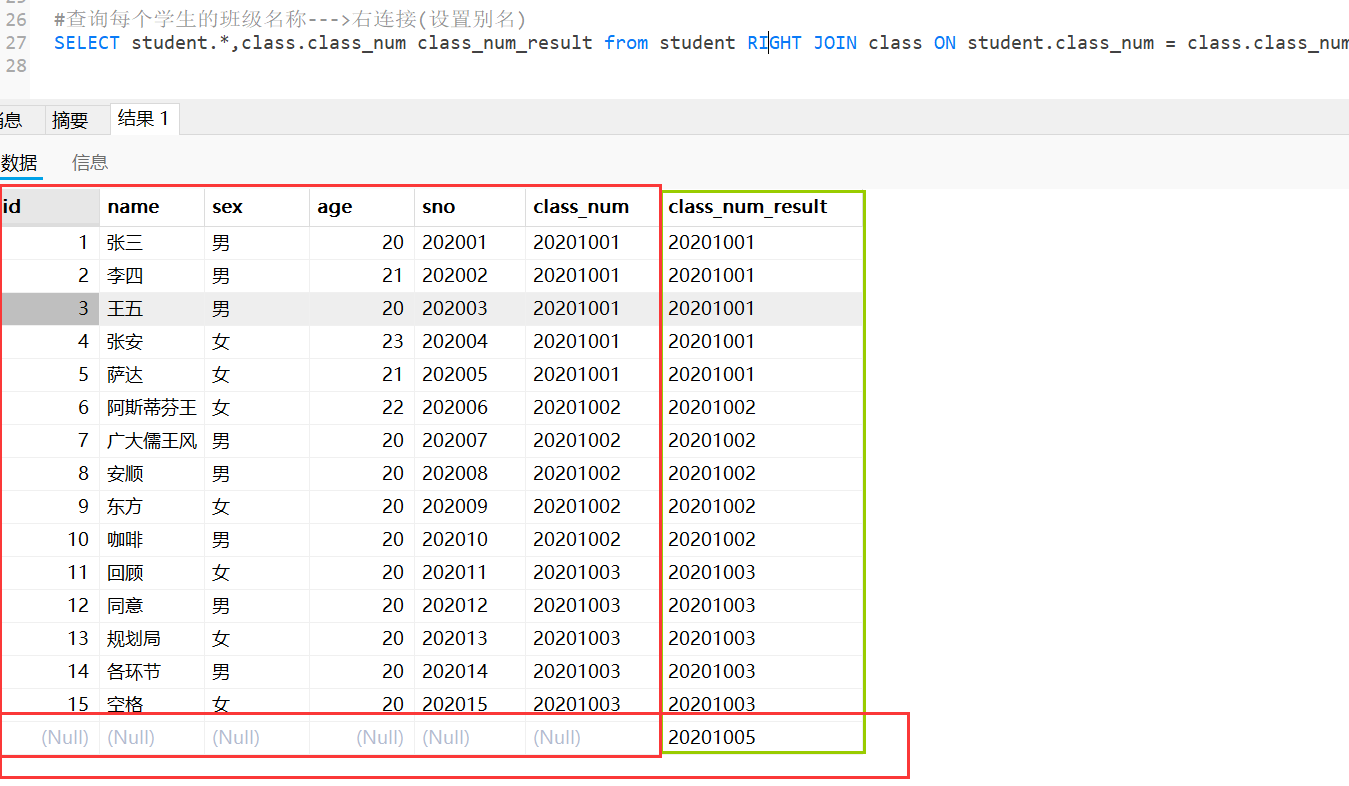 26 #查询每个学生的班级名称--->右连接(设置别名)
27 SELECT student.*,class.class_num class_num_result from student RIGHT JOIN class ON student.class_num = class.class_num
28
息 摘要 结果 1
数据 信息
id name sex age sno class_num class_num_result
1 张三 男 20 202001 20201001 20201001
2 李四 男 21 202002 20201001 20201001
3 王五 男 20 202003 20201001 20201001
4 张安 女 23 202004 20201001 20201001
5 萨达 女 21 202005 20201001 20201001
6 阿斯蒂芬王 女 22 202006 20201002 20201002
7 广大儒王风 男 20 202007 20201002 20201002
8 安顺 男 20 202008 20201002 20201002
9 东方 女 20 202009 20201002 20201002
10 咖啡 男 20 202010 20201002 20201002
11 回顾 女 20 202011 20201003 20201003
12 同意 男 20 202012 20201003 20201003
13 规划局 女 20 202013 20201003 20201003
14 各环节 男 20 202014 20201003 20201003
15 空格 女 20 202015 20201003 20201003
(Null) (Null) (Null) (Null) (Null) (Null) 20201005